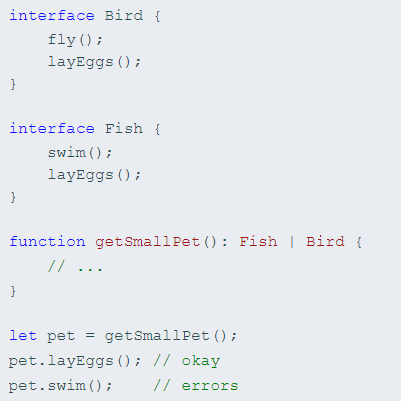 interface Bird {
    fly();
    layEggs();
}

interface Fish {
    swim();
    layEggs();
}

function getSmallPet(): Fish | Bird {
    // ...
}

let pet = getSmallPet();
pet.layEggs(); // okay
pet.swim();    // errors